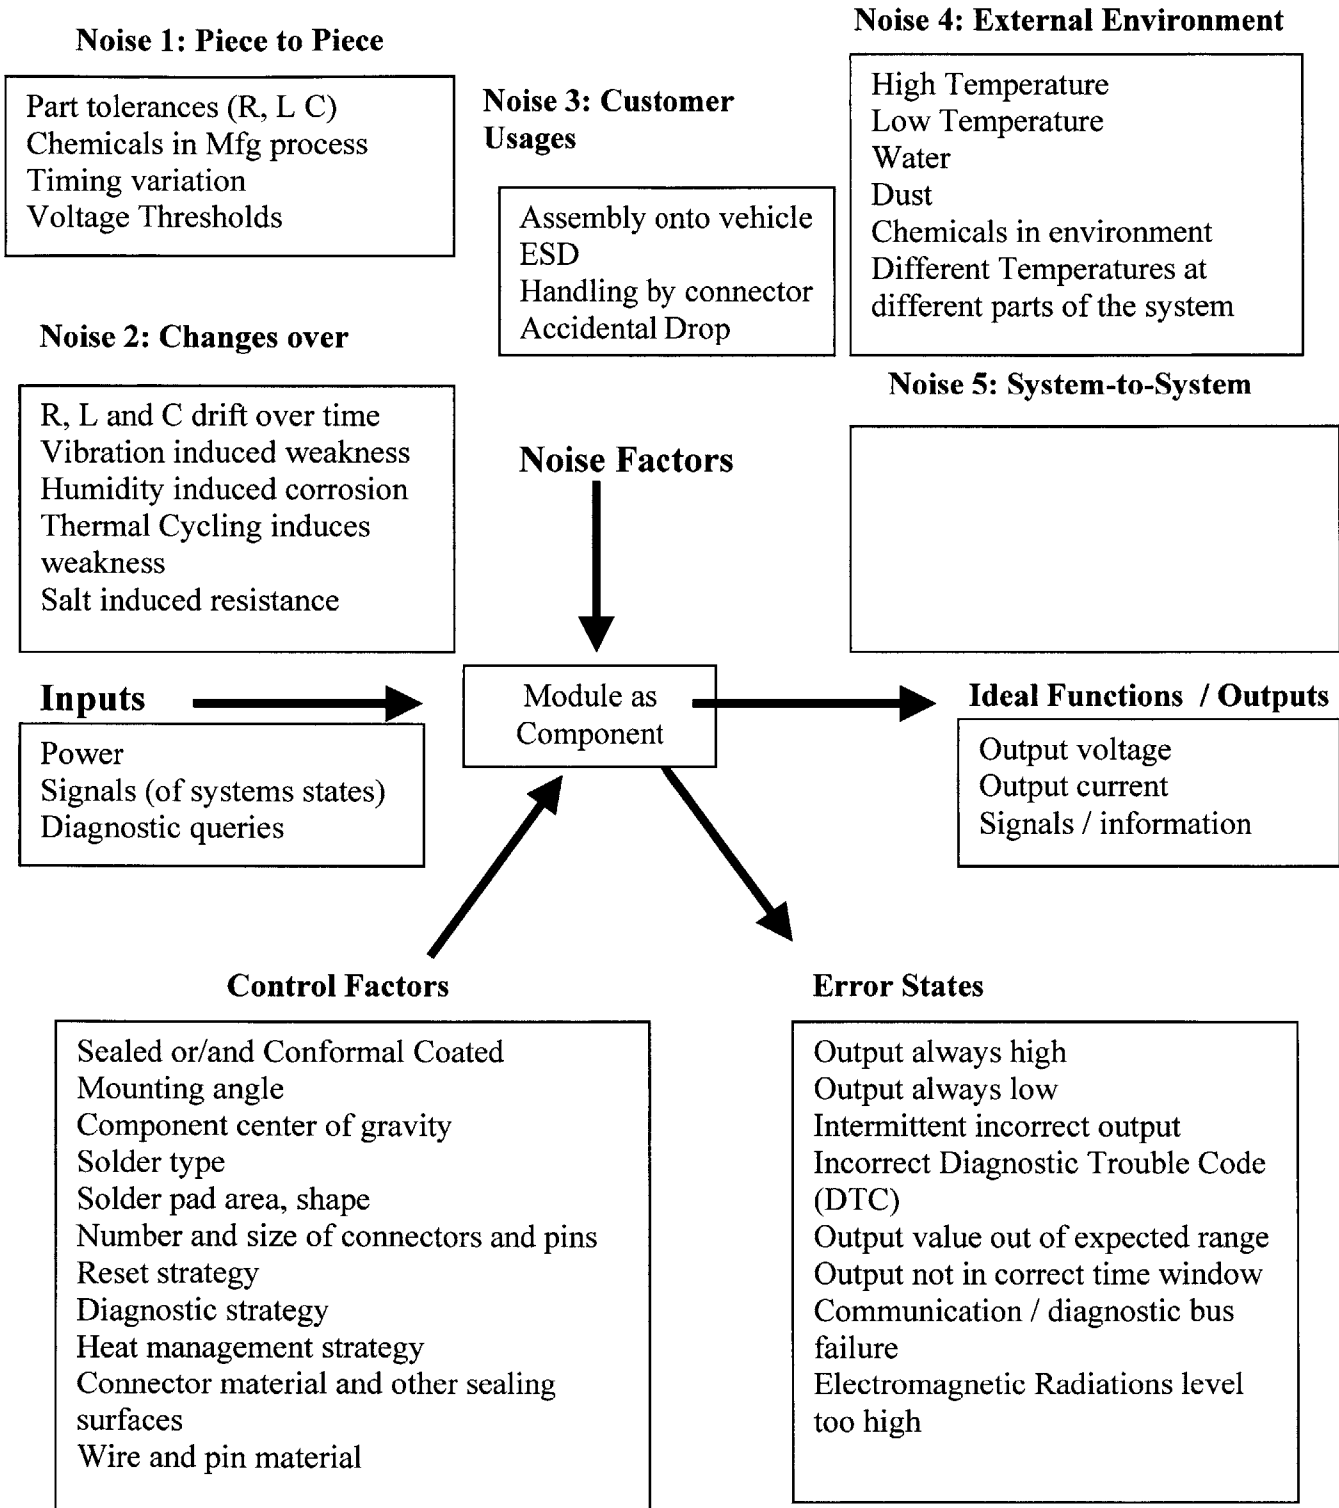 Noise 1: Piece to Piece
Part tolerances (R, L C)
Chemicals in Mfg process
Timing variation
Voltage Thresholds
Noise 2: Changes over
R, L and C drift over time
Vibration induced weakness
Humidity induced corrosion
Thermal Cycling induces
weakness
Salt induced resistance
Noise 3: Customer
Usages
Assembly onto vehicle
ESD
Handling by connector
Accidental Drop
Noise 4: External Environment
High Temperature
Low Temperature
Water
Dust
Chemicals in environment
Different Temperatures at
different parts of the system
Noise 5: System-to-System
Noise Factors
Inputs
Power
Signals (of systems states)
Diagnostic queries
Module as
Component
Ideal Functions / Outputs
Output voltage
Output current
Signals / information
Control Factors
Sealed or/and Conformal Coated
Mounting angle
Component center of gravity
Solder type
Solder pad area, shape
Number and size of connectors and pins
Reset strategy
Diagnostic strategy
Heat management strategy
Connector material and other sealing
surfaces
Wire and pin material
Error States
Output always high
Output always low
Intermittent incorrect output
Incorrect Diagnostic Trouble Code
(DTC)
Output value out of expected range
Output not in correct time window
Communication / diagnostic bus
failure
Electromagnetic Radiations level
too high